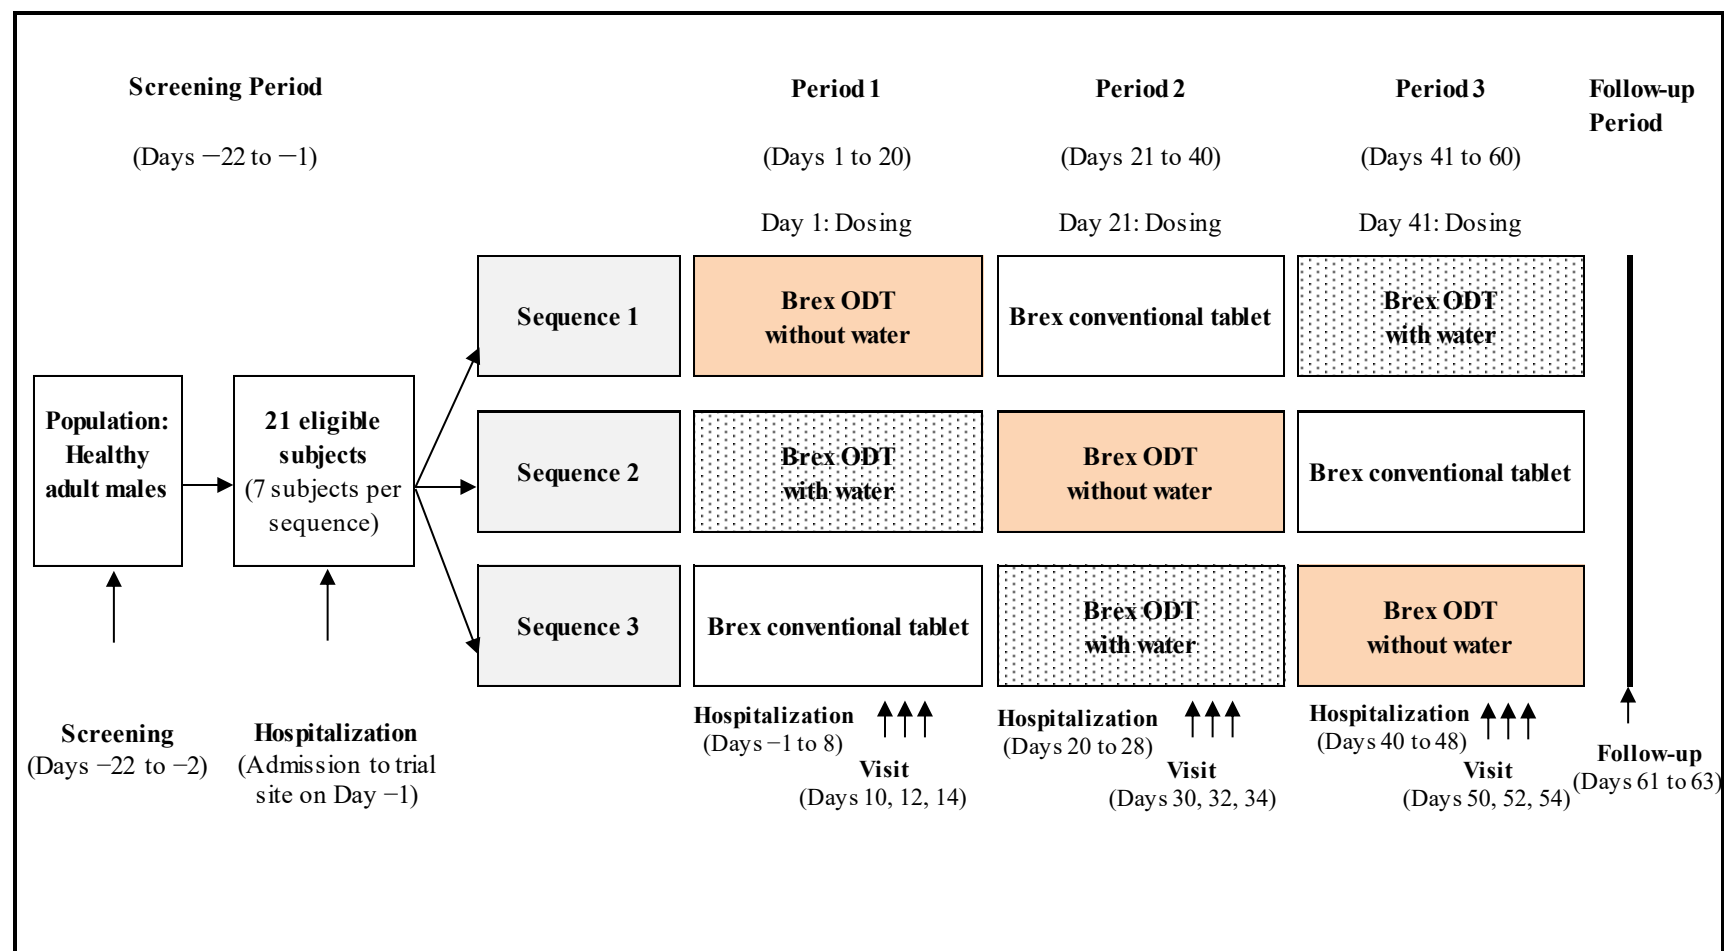 Screening Period
Period 1
Period 2
Period 3
Follow-up
Period
(Days −22 to −1)
(Days 1 to 20)
(Days 21 to 40)
(Days 41 to 60)
Day 1: Dosing
Day 21: Dosing
Day 41: Dosing
Sequence 1
Brex ODT
without water
Brex conventional tablet
Brex ODT
with water
Population:
Healthy
adult males
21 eligible
subjects
(7 subjects per
sequence)
Sequence 2
Brex ODT
with water
Brex ODT
without water
Brex conventional tablet
Sequence 3
Brex conventional tablet
Brex ODT
with water
Brex ODT
without water
Screening
(Days −22 to −2)
Hospitalization
(Admission to trial
site on Day −1)
Hospitalization
(Days −1 to 8)
Visit
(Days 10, 12, 14)
Hospitalization
(Days 20 to 28)
Visit
(Days 30, 32, 34)
Hospitalization
(Days 40 to 48)
Visit
(Days 50, 52, 54)
Follow-up
(Days 61 to 63)